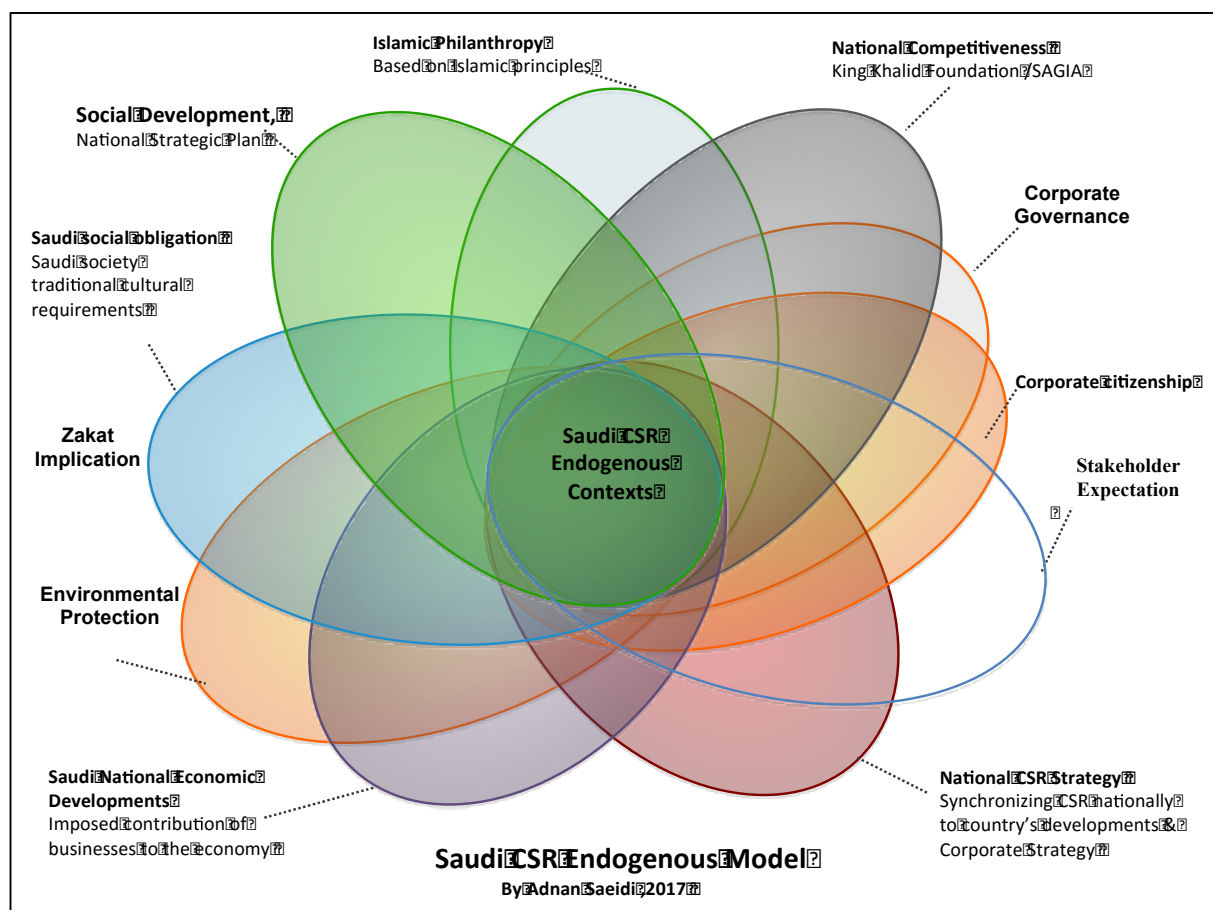 Islamic Philanthropy
Based on Islamic principles
National Competitiveness
King Khalid Foundation /SAGIA
Social Development,
National Strategic Plan
Corporate
Governance
Saudi social obligation
Saudi society
traditional cultural
requirements
Corporate citizenship
Zakat
Implication
Saudi CSR
Endogenous
Contexts
Stakeholder
Expectation
Environmental
Protection
Saudi National Economic
Developments
Imposed contribution of
businesses to the economy
National CSR Strategy
Synchronizing CSR nationally
to country's developments &
Corporate Strategy
Saudi CSR Endogenous Model
By Adnan Saeidi, 2017